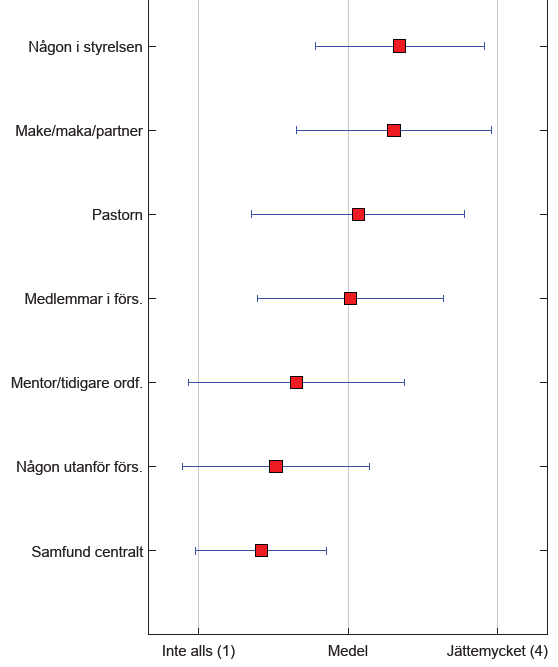 Någon i styrelsen
Make/maka/partner
Pastorn
Medlemmar i förs.
Mentor/tidigare ordf.
Någon utanför förs.
Samfund centralt
Inte alls (1) Medel Jättemycket (4)